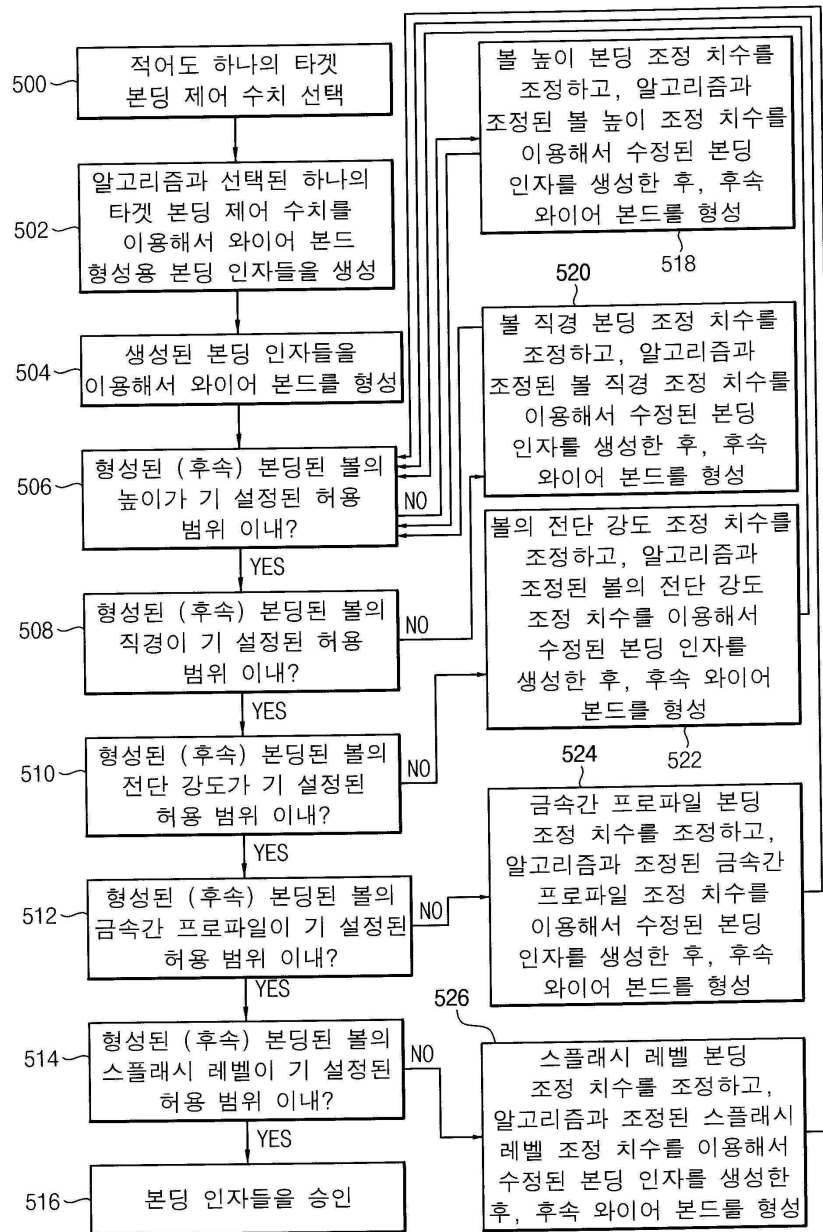 500
적어도 하나의 타겟
본딩 제어 수치 선택
502
알고리즘과 선택된 하나의
타겟 본딩 제어 수치를
이용해서 와이어 본드
형성용 본딩 인자들을 생성
504
생성된 본딩 인자들을
이용해서 와이어 본드를 형성
506
형성된 (후속) 본딩된 볼의
높이가 기 설정된 허용
범위 이내?
NO
YES
볼 높이 본딩 조정 치수를
조정하고, 알고리즘과
조정된 볼 높이 조정 치수를
이용해서 수정된 본딩
인자를 생성한 후, 후속
와이어 본드를 형성
518
508
형성된 (후속) 본딩된 볼의
직경이 기 설정된 허용
범위 이내?
NO
YES
520
볼 직경 본딩 조정 치수를
조정하고, 알고리즘과
조정된 볼 직경 조정 치수를
이용해서 수정된 본딩
인자를 생성한 후, 후속
와이어 본드를 형성
510
형성된 (후속) 본딩된 볼의
전단 강도가 기 설정된
허용 범위 이내?
NO
YES
볼의 전단 강도 조정 치수를
조정하고, 알고리즘과
조정된 볼의 전단 강도
조정 치수를 이용해서
수정된 본딩 인자를
생성한 후, 후속 와이어
본드를 형성
522
512
형성된 (후속) 본딩된 볼의
금속간 프로파일이 기 설정된
허용 범위 이내?
NO
YES
524
금속간 프로파일 본딩
조정 치수를 조정하고,
알고리즘과 조정된 금속간
프로파일 조정 치수를
이용해서 수정된 본딩
인자를 생성한 후, 후속
와이어 본드를 형성
514
형성된 (후속) 본딩된 볼의
스플래시 레벨이 기 설정된
허용 범위 이내?
NO
YES
526
스플래시 레벨 본딩
조정 치수를 조정하고,
알고리즘과 조정된 스플래시
레벨 조정 치수를 이용해서
수정된 본딩 인자를 생성한
후, 후속 와이어 본드를 형성
516
본딩 인자들을 승인